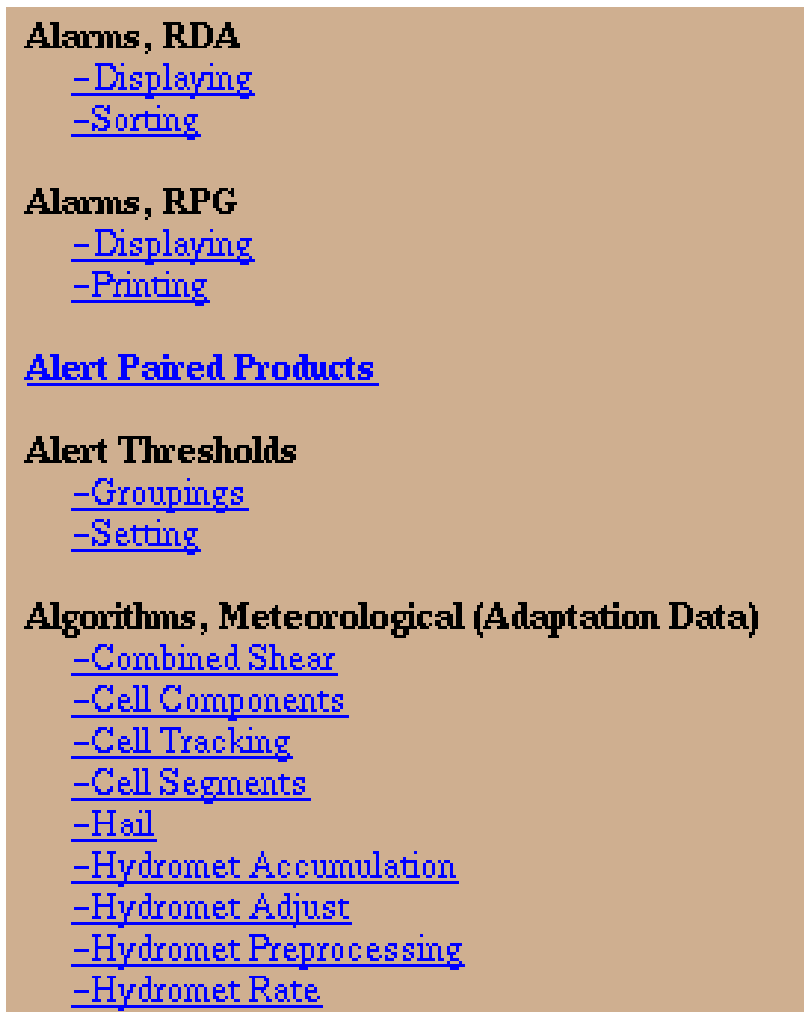 Alarms, RDA
-Displaying
-Sorting
Alarms, RPG
-Displaying
-Printing
Alert Paired Products
Alert Thresholds
-Groupings
-Setting
Algorithms, Meteorological (Adaptation Data)
-Combined Shear
-Cell Components
-Cell Tracking
-Cell Segments
-Hail
-Hydromet Accumulation
-Hydromet Adjust
-Hydromet Preprocessing
-Hydromet Rate